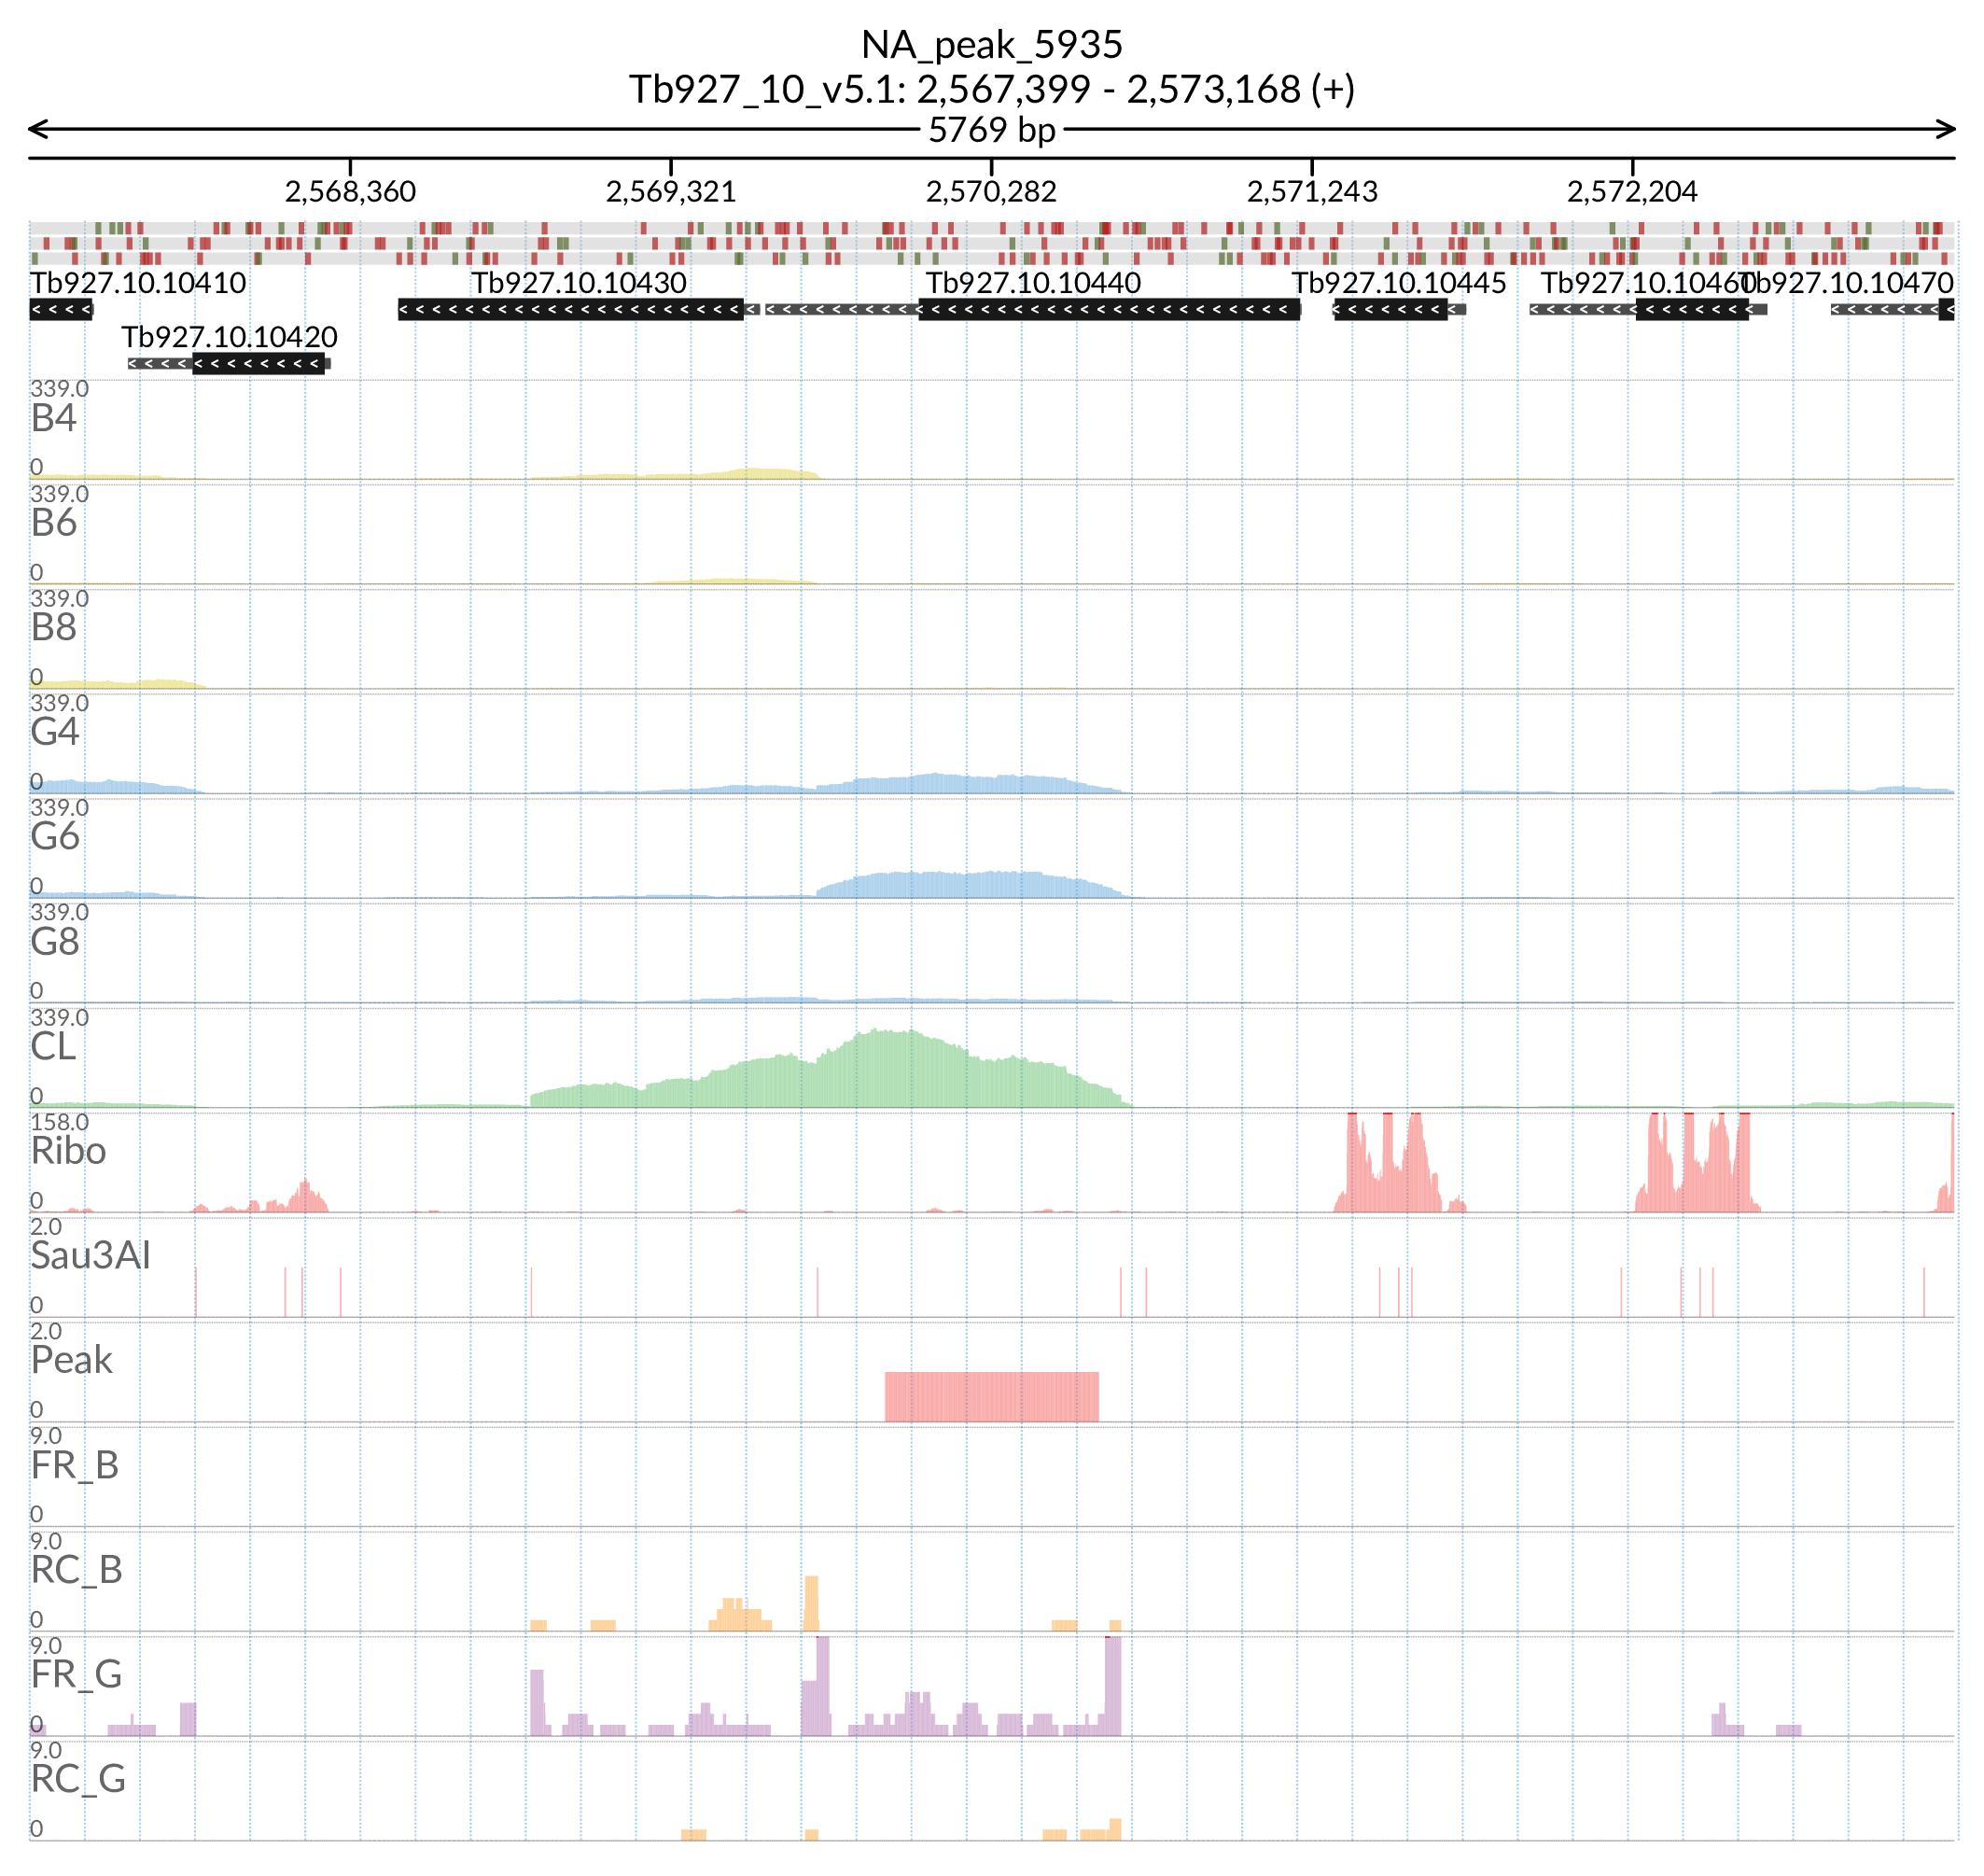 NA_peak_5935
Tb927_10_v5.1: 2,567,399 - 2,573,168 (+)
5769 bp
2,568,360 2,569,321 2,570,282 2,571,243 2,572,204
Tb927.10.10410 Tb927.10.10430 Tb927.10.10440 Tb927.10.10445 Tb927.10.10460 Tb927.10.10470
Tb927.10.10420
339.0
B4
0
339.0
B6
0
339.0
B8
0
339.0
G4
0
339.0
G6
0
339.0
G8
0
339.0
CL
0
158.0
Ribo
0
2.0
Sau3AI
0
2.0
Peak
0
9.0
FR_B
0
9.0
RC_B
0
9.0
FR_G
0
9.0
RC_G
0